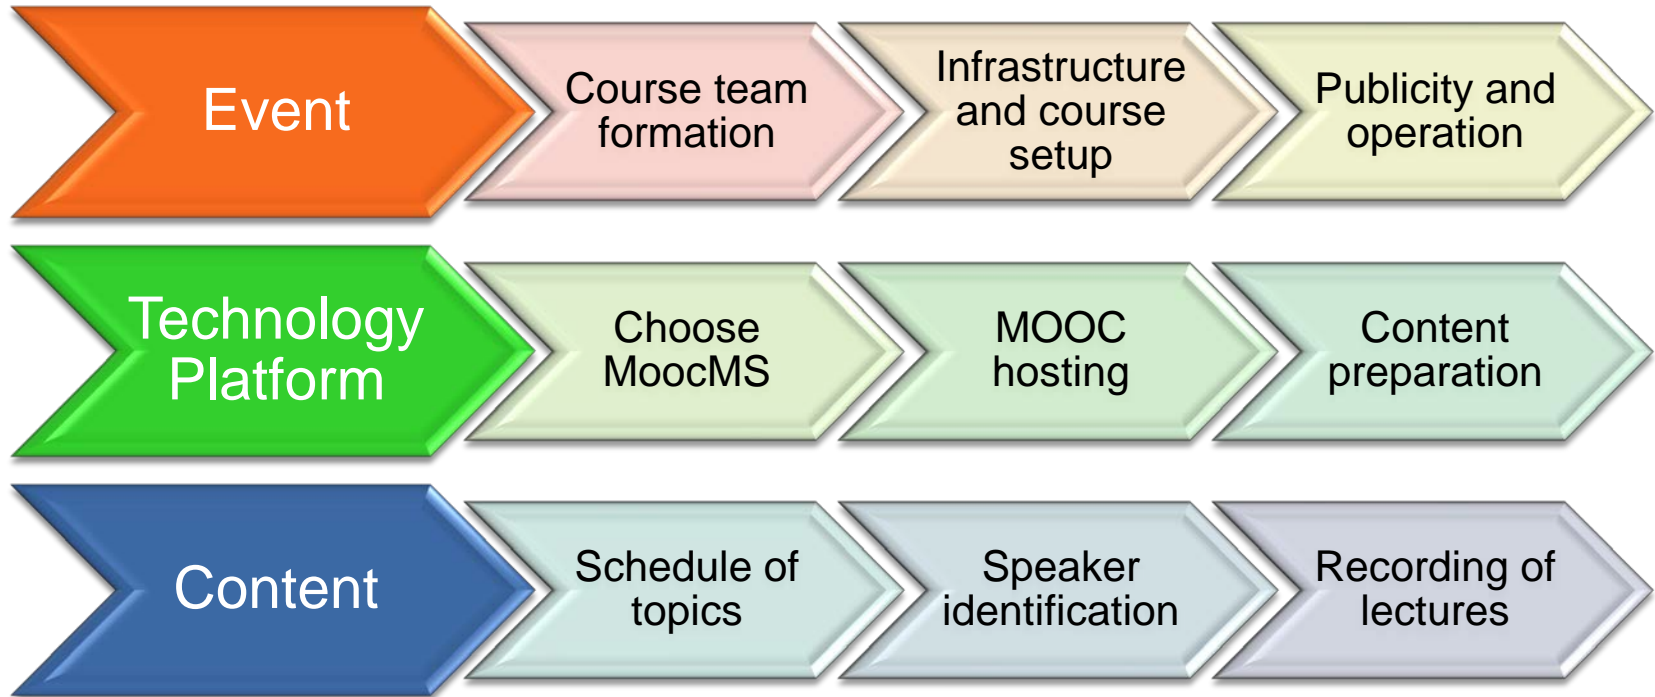 Event
Course team
formation
Infrastructure
and course
setup
Publicity and
operation
Technology
Platform
Choose
MoocMS
MOOC
hosting
Content
preparation
Content
Schedule of
topics
Speaker
identification
Recording of
lectures